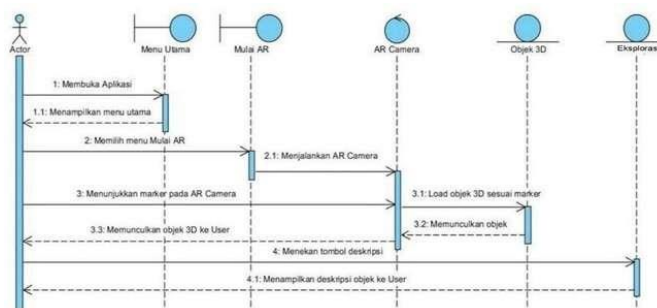 Actor
Menu Utama
Mulai AR
AR Camera
Objek 3D
Eksploras
1: Membuka Aplikasi
1.1: Menampilkan menu utama
2: Memilih menu Mulai AR
2.1: Menjalankan AR Camera
3: Menunjukkan marker pada AR Camera
3.1: Load objek 3D sesuai marker
3.2: Memunculkan objek
3.3: Memunculkan objek 3D ke User
4: Menekan tombol deskripsi
4.1: Menampilkan deskripsi objek ke User